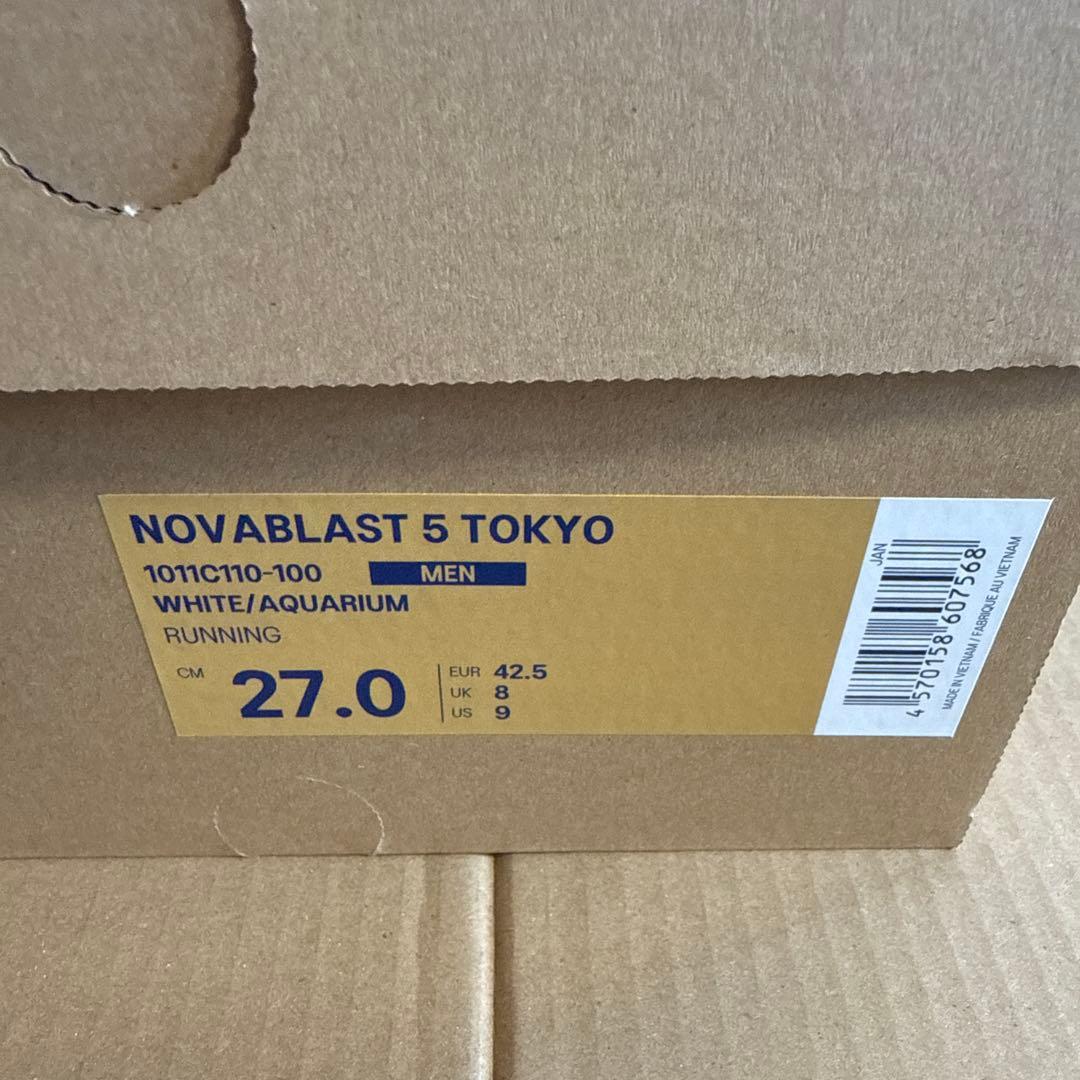 NOVABLAST 5 TOKYO
1011C110-100 MEN
WHITE/AQUARIUM
RUNNING
CM 27.0
EUR 42.5
UK 8
US 9
JAN
4 570158 607568
MADE IN VIETNAM / FABRIQUE AU VIETNAM